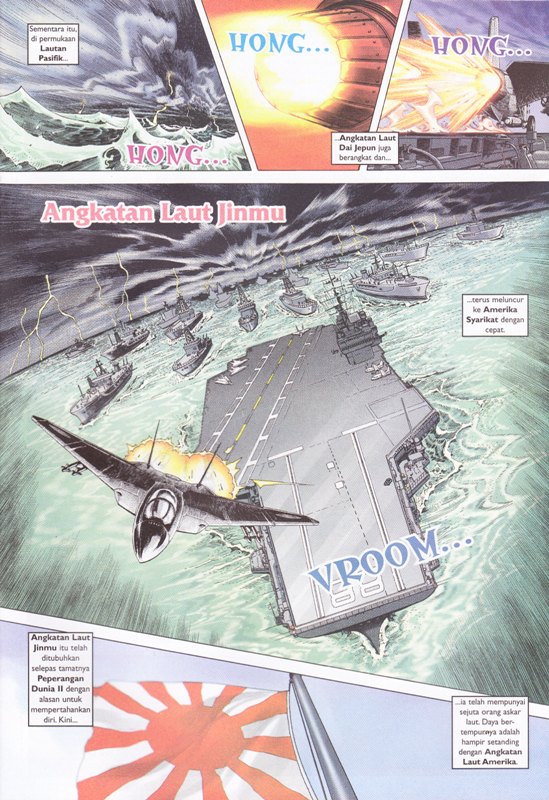 Sementara itu,
di permukaan
Lautan
Pasifik...
HONG...
HONG...
HONG...
...Angkatan Laut
Dai Jepun juga
berangkat dan...
Angkatan Laut Jinmu
...terus meluncur
ke Amerika
Syarikat dengan
cepat.
VROOM...
Angkatan Laut
Jinmu itu telah
ditubuhkan
selepas tamatnya
Peperangan
Dunia II dengan
alasan untuk
mempertahankan
diri. Kini...
...ia telah mempunyai
sejuta orang askar
laut. Daya ber-
tempurnya adalah
hampir setanding
dengan Angkatan
Laut Amerika.